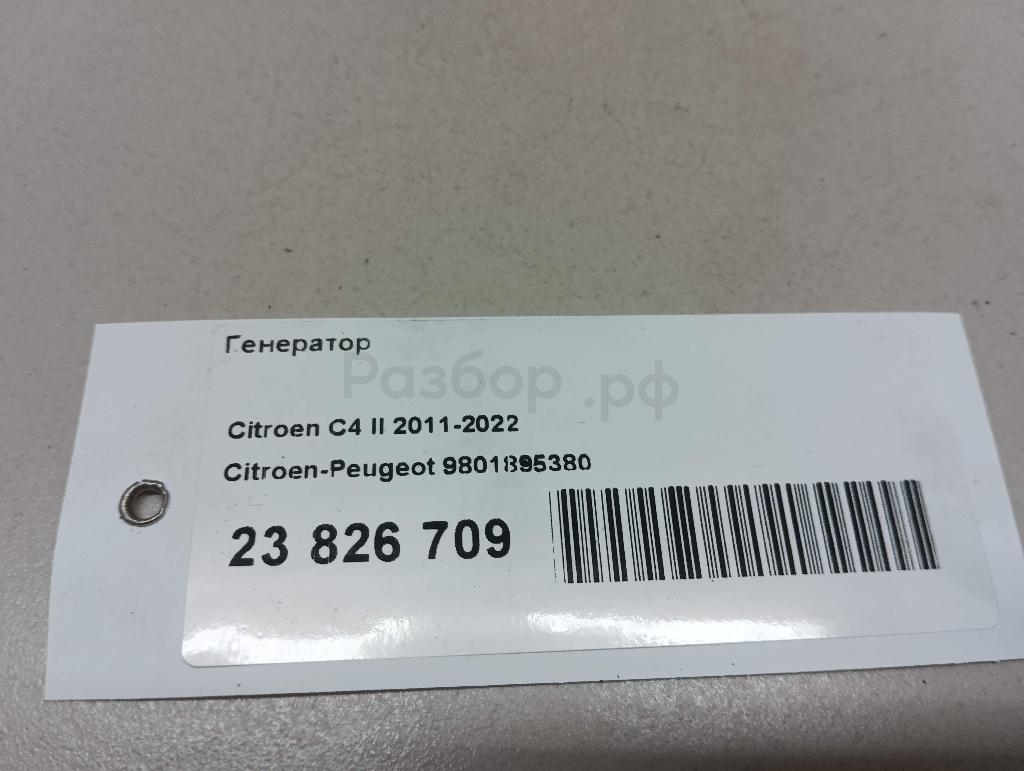 Генератор
Разбор.рф
Citroen C4 II 2011-2022
Citroen-Peugeot 9801895380
23 826 709